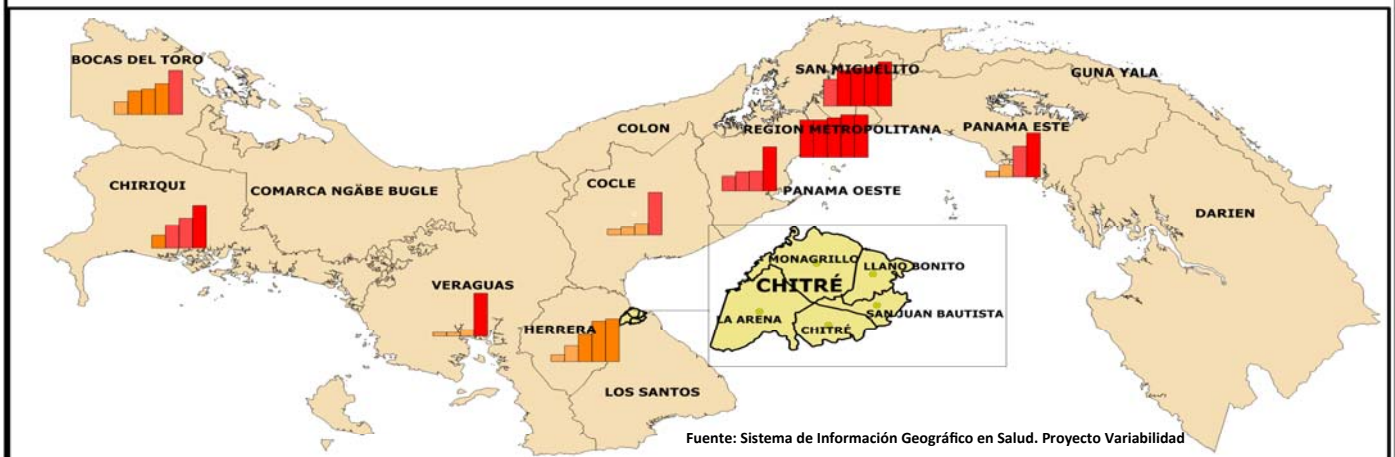 BOCAS DEL TORO
SAN MIGUELITO
GUNA YALA
COLON
REGION METROPOLITANA
PANAMA ESTE
CHIRIQUI
COMARCA NGÄBE BUGLE
COCLE
PANAMA OESTE
DARIEN
MONAGRILLO
LLANO BONITO
CHITRÉ
VERAGUAS
LA ARENA
SAN JUAN BAUTISTA
HERRERA
CHITRÉ
LOS SANTOS
Fuente: Sistema de Información Geográfico en Salud. Proyecto Variabilidad